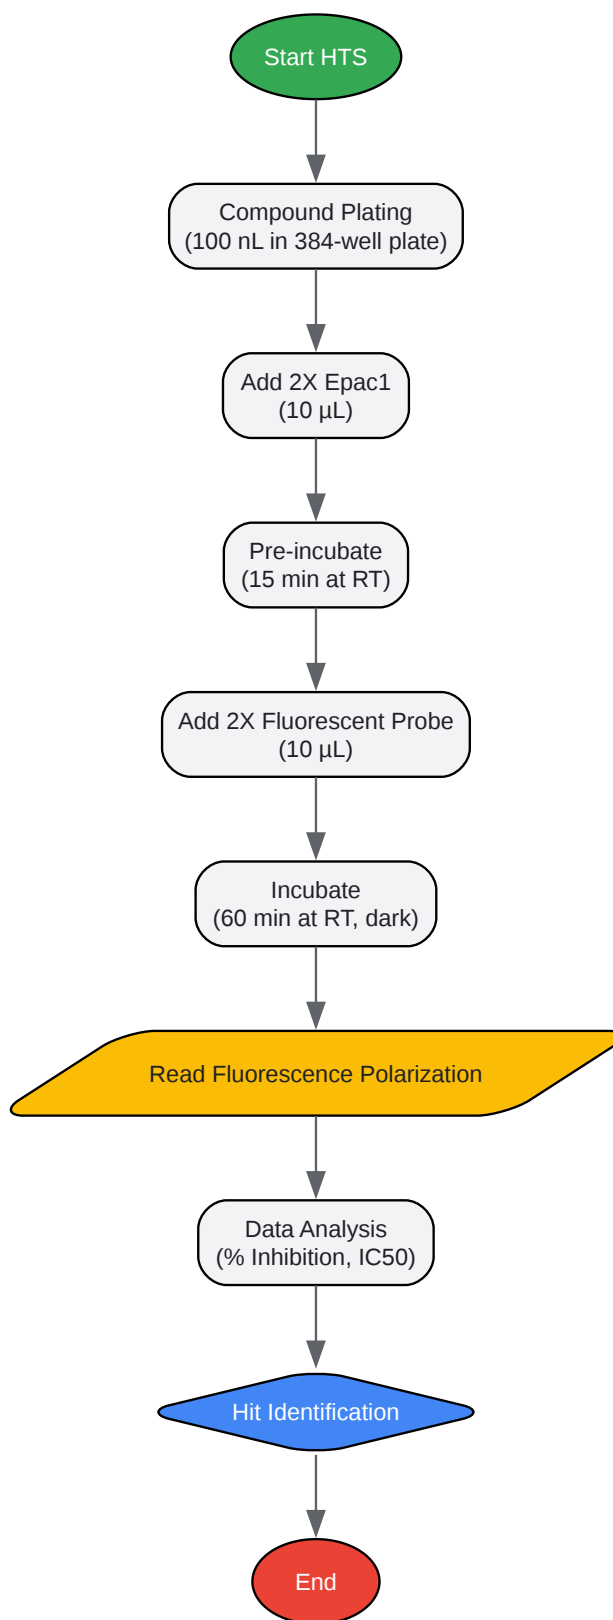 Start HTS
Compound Plating
(100 nL in 384-well plate)
Add 2X Epac1
(10 µL)
Pre-incubate
(15 min at RT)
Add 2X Fluorescent Probe
(10 µL)
Incubate
(60 min at RT, dark)
Read Fluorescence Polarization
Data Analysis
(% Inhibition, IC50)
Hit Identification
End